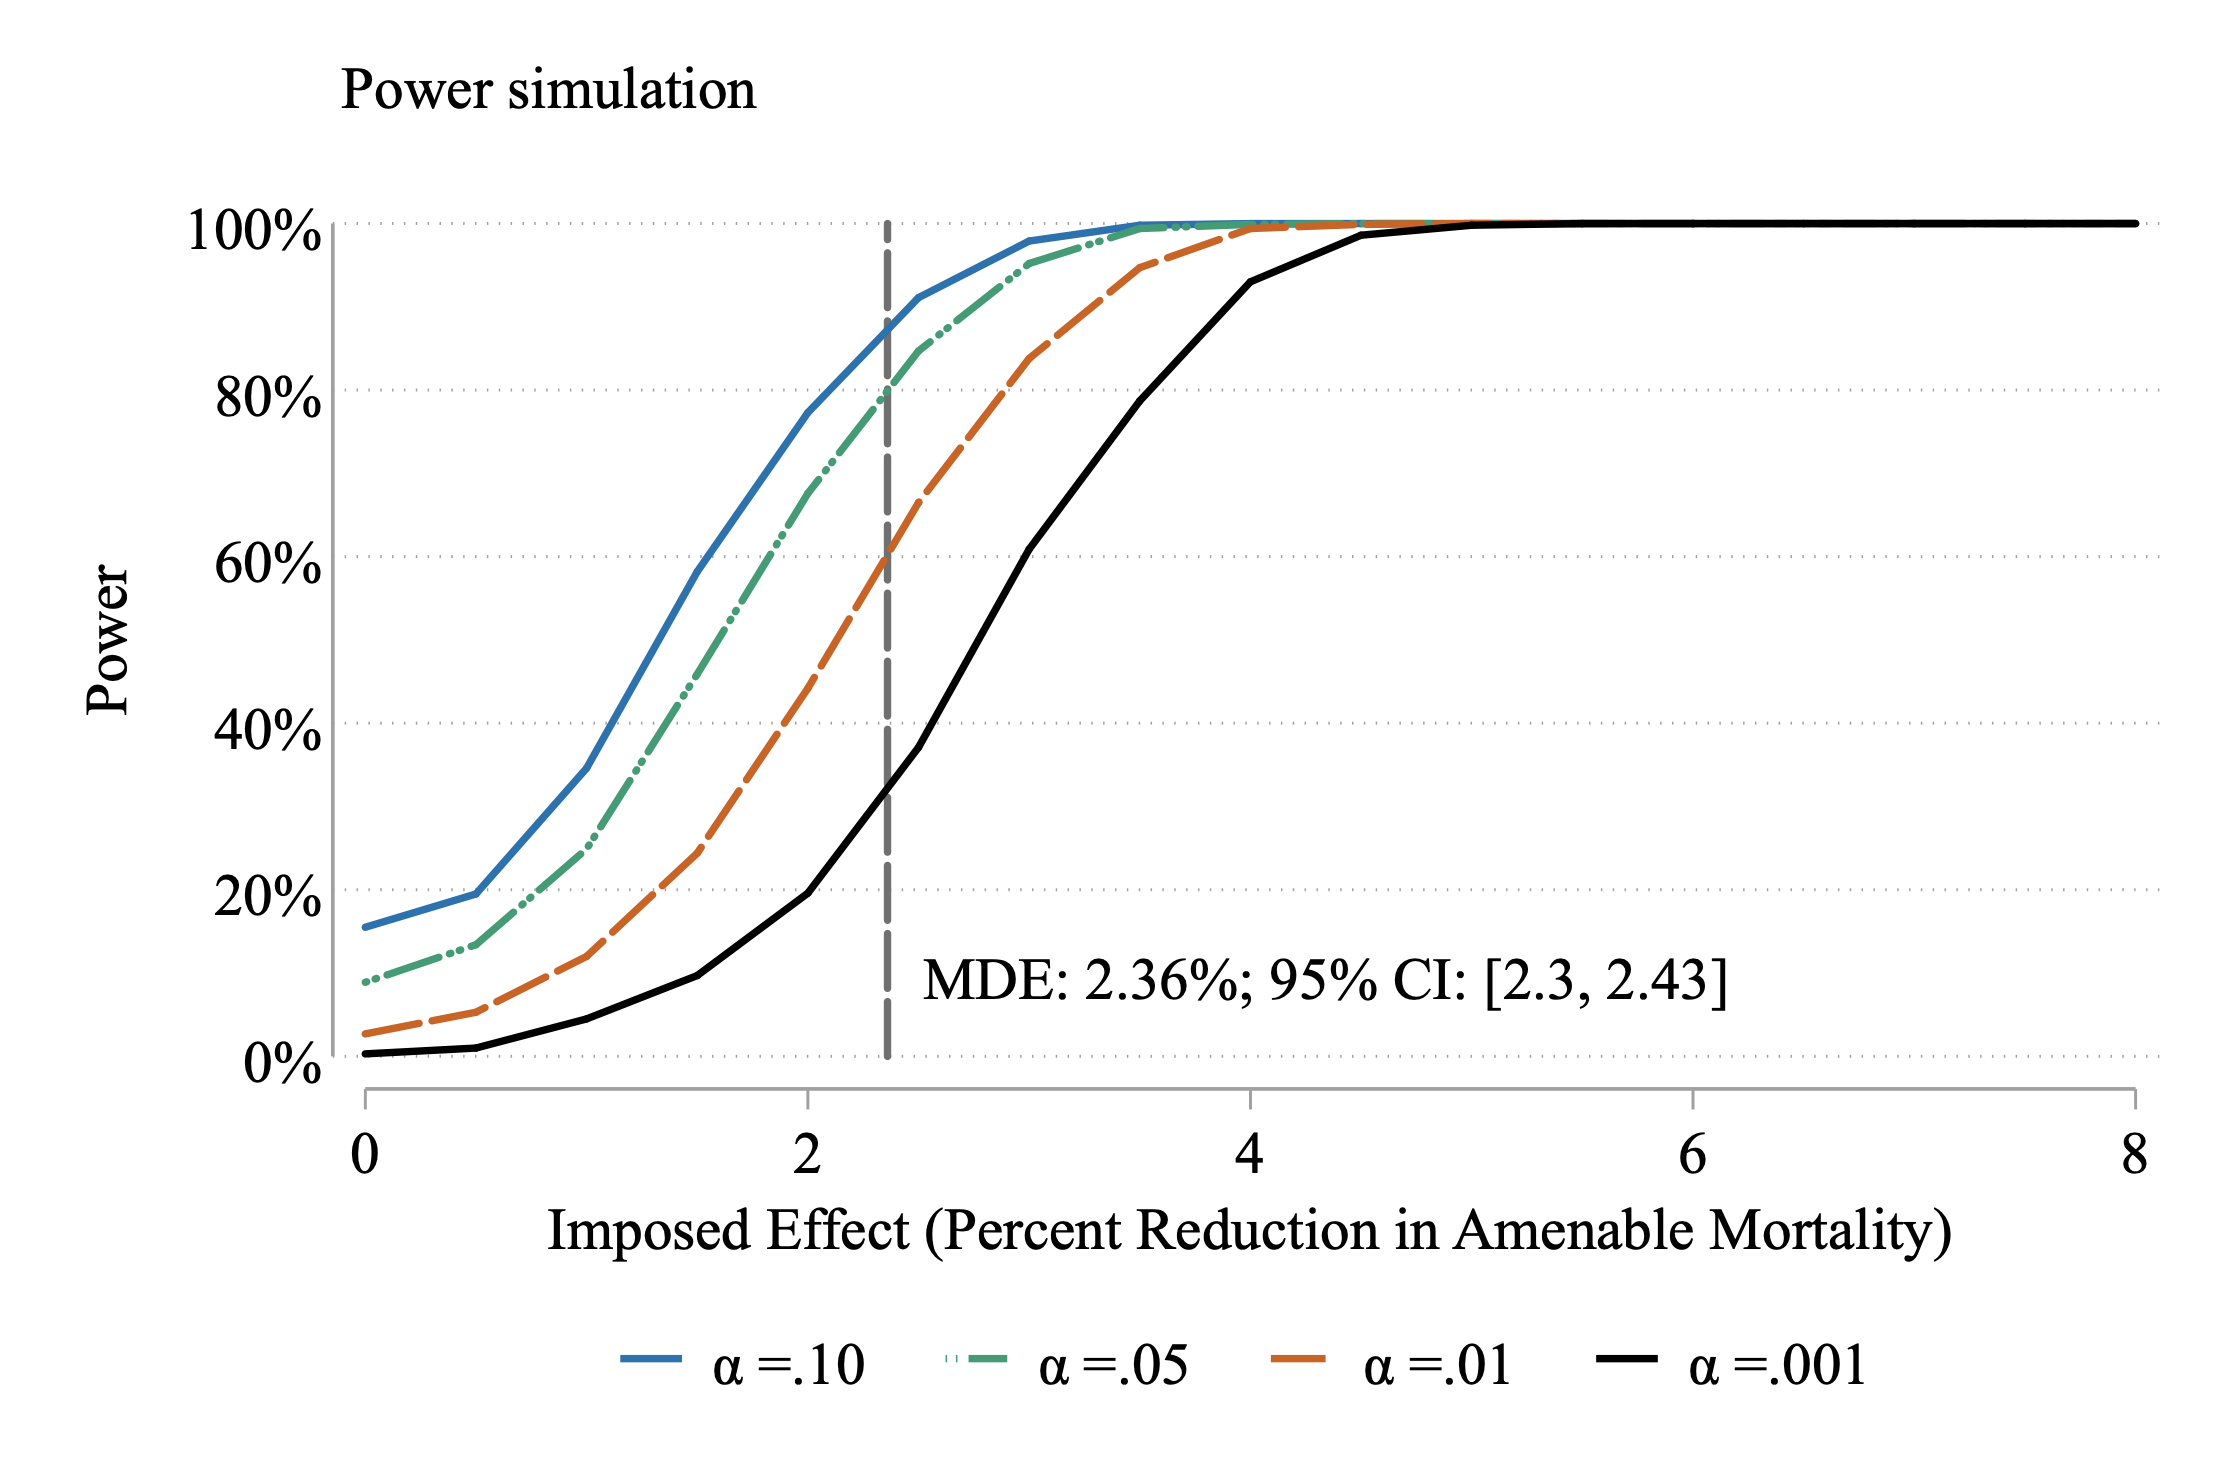 Power simulation
100%
80%
60%
40%
20%
0%
Power
MDE: 2.36%; 95% CI: [2.3, 2.43]
0 2 4 6 8
Imposed Effect (Percent Reduction in Amenable Mortality)
α =.10 α =.05 α =.01 α =.001